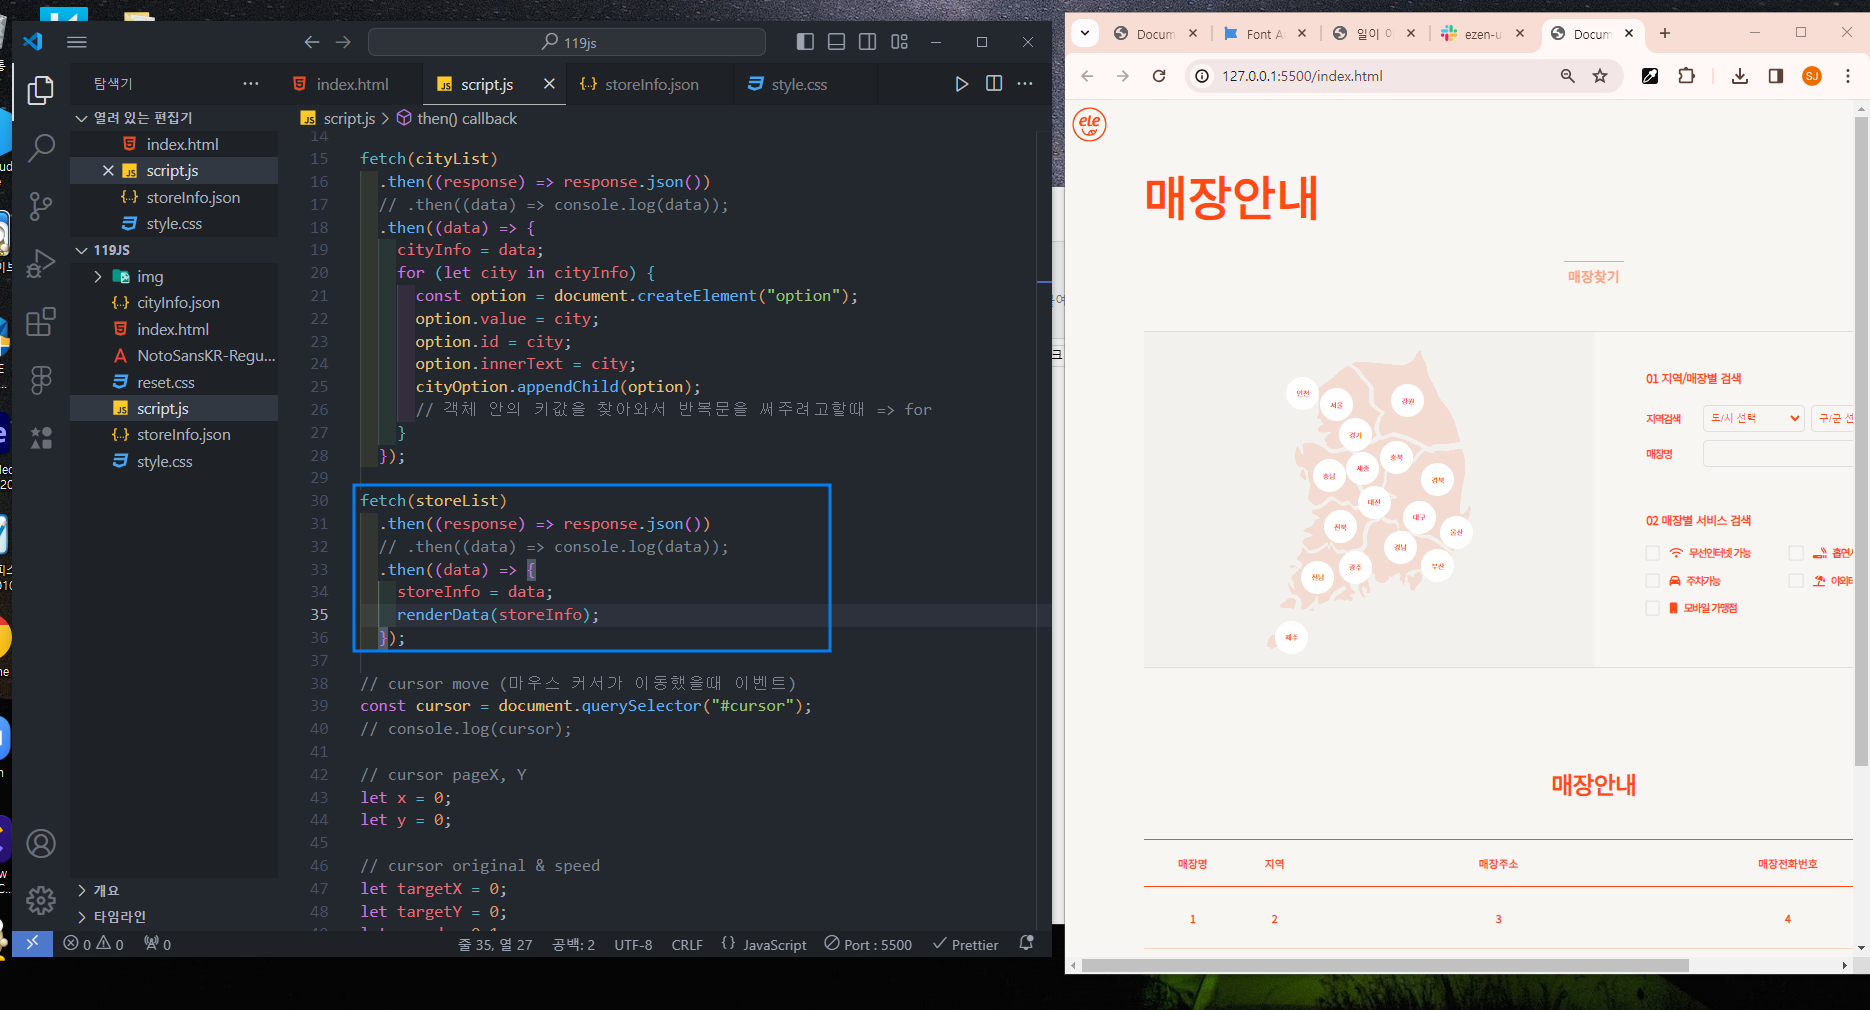 119js
탐색기
index.html
script.js
storeInfo.json
style.css
열려 있는 편집기
index.html
script.js
storeInfo.json
style.css
119JS
img
cityInfo.json
index.html
NotoSansKR-Regu...
reset.css
script.js
storeInfo.json
style.css
개요
타임라인
script.js > then() callback
14
15 fetch(cityList)
16 .then((response) => response.json())
17 // .then((data) => console.log(data));
18 .then((data) => {
19 cityInfo = data;
20 for (let city in cityInfo) {
21 const option = document.createElement("option");
22 option.value = city;
23 option.id = city;
24 option.innerText = city;
25 cityOption.appendChild(option);
26 // 객체 안의 키값을 찾아와서 반복문을 써주려고할때 => for
27 }
28 });
29
30 fetch(storeList)
31 .then((response) => response.json())
32 // .then((data) => console.log(data));
33 .then((data) => {
34 storeInfo = data;
35 renderData(storeInfo);
36 });
37
38 // cursor move (마우스 커서가 이동했을때 이벤트)
39 const cursor = document.querySelector("#cursor");
40 // console.log(cursor);
41
42 // cursor pageX, Y
43 let x = 0;
44 let y = 0;
45
46 // cursor original & speed
47 let targetX = 0;
48 let targetY = 0;
0 0 0
줄 35, 열 27
공백: 2
UTF-8
CRLF
{} JavaScript
Port : 5500
Prettier
Docum
Font A
일이 이
ezen-u
Docum
127.0.0.1:5500/index.html
SJ
ete
매장안내
매장찾기
인천
서울
강원
경기
충북
세종
충남
경북
대전
대구
전북
울산
경남
광주
부산
전남
제주
01 지역/매장별 검색
지역검색
도/시 선택
구/군 선
매장명
02 매장별 서비스 검색
무선인터넷 가능
흡연시
주차가능
야외테
모바일 가맹점
매장안내
매장명 지역 매장주소 매장전화번호
1 2 3 4